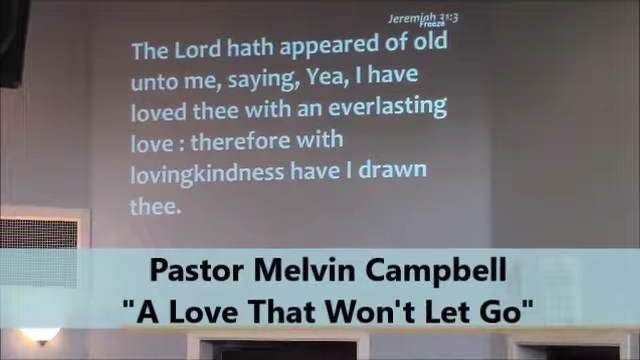 Jeremiah 21:3
Freeze
The Lord hath appeared of old
unto me, saying, Yea, I have
loved thee with an everlasting
love : therefore with
lovingkindness have I drawn
thee.
Pastor Melvin Campbell
"A Love That Won't Let Go"